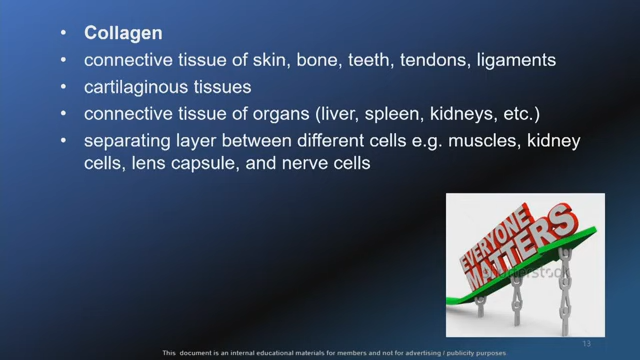 • Collagen
• connective tissue of skin, bone, teeth, tendons, ligaments
• cartilaginous tissues
• connective tissue of organs (liver, spleen, kidneys, etc.)
• separating layer between different cells e.g. muscles, kidney
cells, lens capsule, and nerve cells
EVERYONE
MATTERS
13
This document is an internal educational materials for members and not for advertising / publicity purposes.